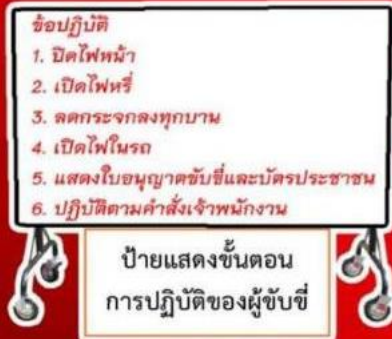 ข้อปฏิบัติ
1. ปิดไฟหน้า
2. เปิดไฟหรี่
3. ลดกระจกลงทุกบาน
4. เปิดไฟในรถ
5. แสดงใบอนุญาตขับขี่และบัตรประชาชน
6. ปฏิบัติตามคำสั่งเจ้าพนักงาน
ป้ายแสดงขั้นตอน
การปฏิบัติของผู้ขับขี่